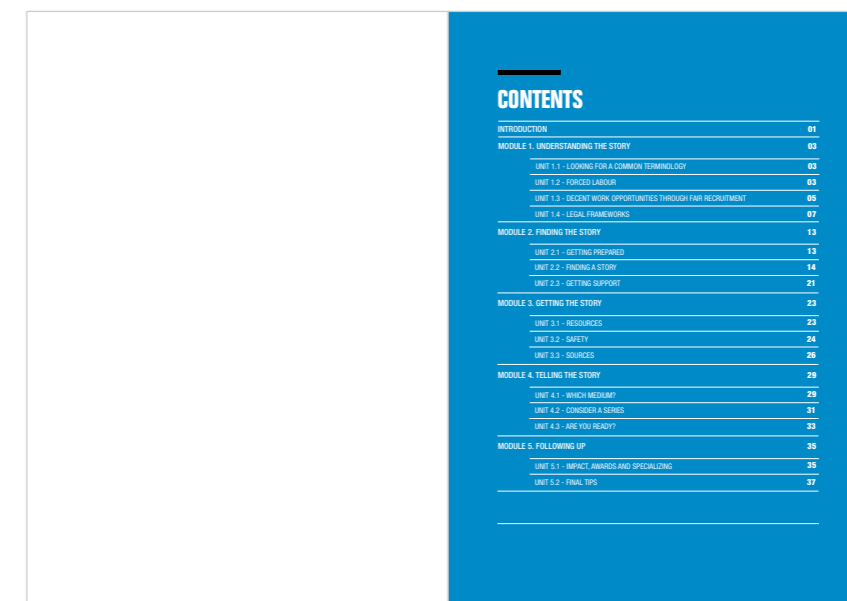 CONTENTS
INTRODUCTION 01
MODULE 1. UNDERSTANDING THE STORY 03
UNIT 1.1 - LOOKING FOR A COMMON TERMINOLOGY 03
UNIT 1.2 - FORCED LABOUR 03
UNIT 1.3 - DECENT WORK OPPORTUNITIES THROUGH FAIR RECRUITMENT 05
UNIT 1.4 - LEGAL FRAMEWORKS 07
MODULE 2. FINDING THE STORY 13
UNIT 2.1 - GETTING PREPARED 13
UNIT 2.2 - FINDING A STORY 14
UNIT 2.3 - GETTING SUPPORT 21
MODULE 3. GETTING THE STORY 23
UNIT 3.1 - RESOURCES 23
UNIT 3.2 - SAFETY 24
UNIT 3.3 - SOURCES 26
MODULE 4. TELLING THE STORY 29
UNIT 4.1 - WHICH MEDIUM? 29
UNIT 4.2 - CONSIDER A SERIES 31
UNIT 4.3 - ARE YOU READY? 33
MODULE 5. FOLLOWING UP 35
UNIT 5.1 - IMPACT, AWARDS AND SPECIALIZING 35
UNIT 5.2 - FINAL TIPS 37